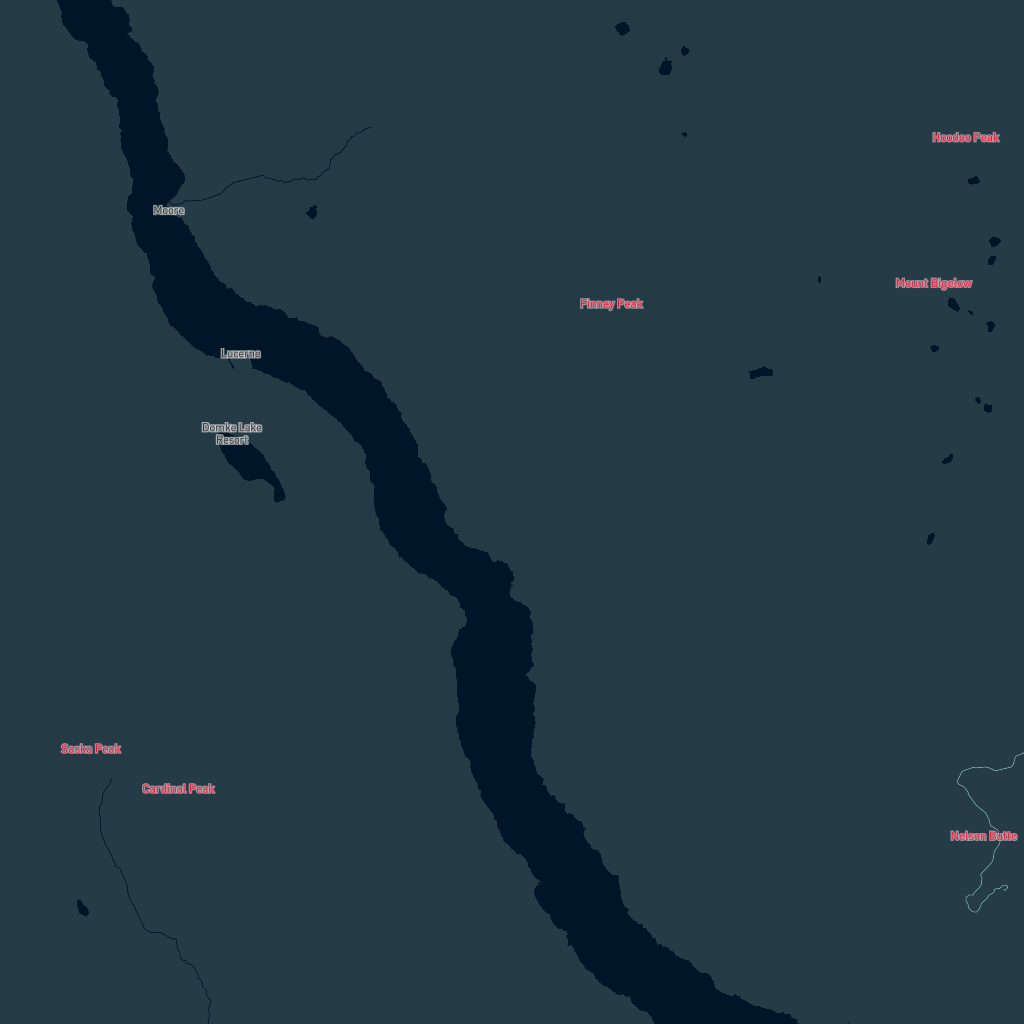 Hoodoo Peak
Moore
Mount Bigelow
Finney Peak
Lucerne
Domke Lake
Resort
Saska Peak
Cardinal Peak
Nelson Butte